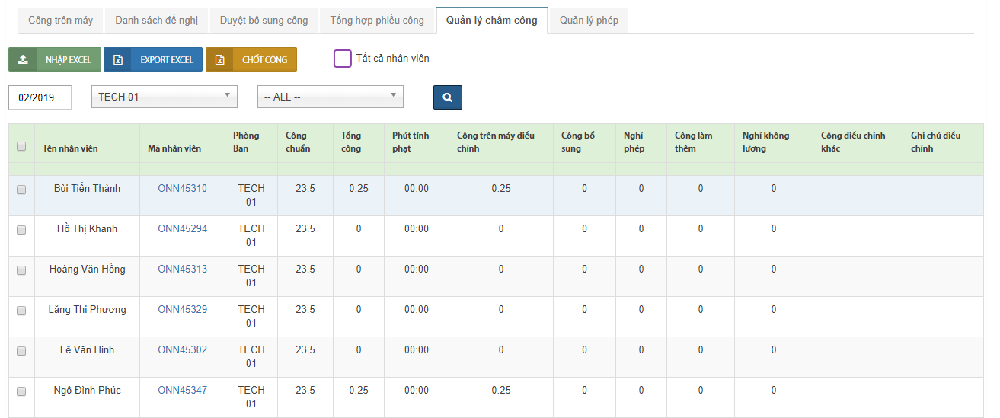 Công trên máy Danh sách đề nghị Duyệt bổ sung công Tổng hợp phiếu công Quản lý chấm công Quản lý phép
NHẬP EXCEL EXPORT EXCEL CHỐT CÔNG Tất cả nhân viên
02/2019 TECH 01 -- ALL --
Tên nhân viên Mã nhân viên Phòng Ban Công chuẩn Tổng công Phút tính phạt Công trên máy điều chỉnh Công bổ sung Nghỉ phép Công làm thêm Nghỉ không lương Công điều chỉnh khác Ghi chú điều chỉnh
Bùi Tiến Thành ONN45310 TECH 01 23.5 0.25 00:00 0.25 0 0 0 0
Hồ Thị Khanh ONN45294 TECH 01 23.5 0 00:00 0 0 0 0 0
Hoàng Văn Hồng ONN45313 TECH 01 23.5 0 00:00 0 0 0 0 0
Lăng Thị Phượng ONN45329 TECH 01 23.5 0 00:00 0 0 0 0 0
Lê Văn Hinh ONN45302 TECH 01 23.5 0 00:00 0 0 0 0 0
Ngô Đình Phúc ONN45347 TECH 01 23.5 0.25 00:00 0.25 0 0 0 0